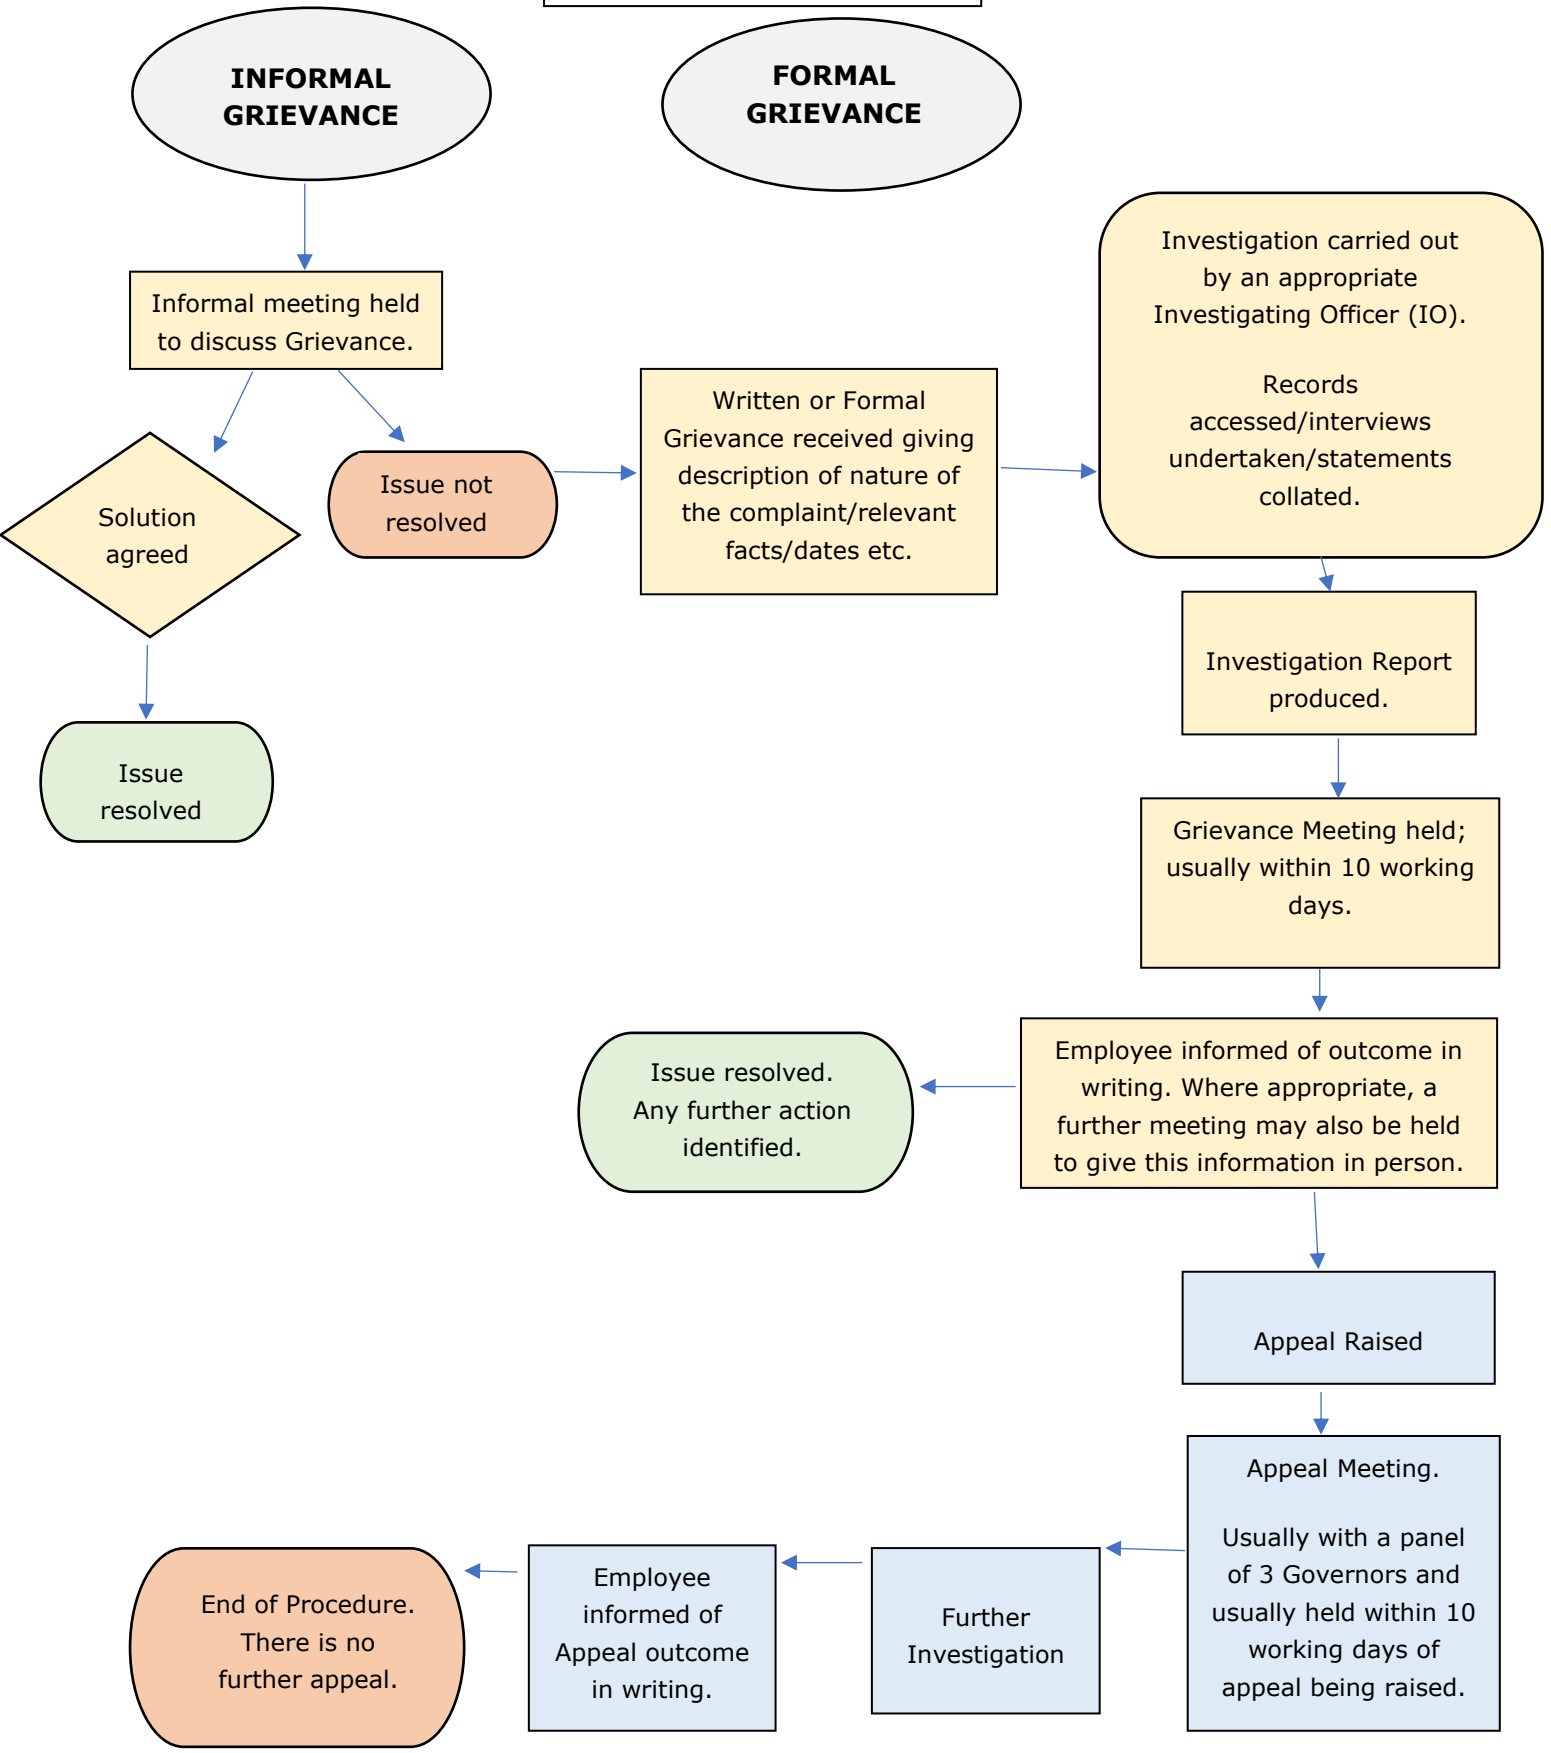 INFORMAL
GRIEVANCE
FORMAL
GRIEVANCE
Informal meeting held
to discuss Grievance.
Solution
agreed
Issue
resolved
Issue not
resolved
Written or Formal
Grievance received giving
description of nature of
the complaint/relevant
facts/dates etc.
Investigation carried out
by an appropriate
Investigating Officer (IO).
Records
accessed/interviews
undertaken/statements
collated.
Investigation Report
produced.
Grievance Meeting held;
usually within 10 working
days.
Employee informed of outcome in
writing. Where appropriate, a
further meeting may also be held
to give this information in person.
Issue resolved.
Any further action
identified.
Appeal Raised
Appeal Meeting.
Usually with a panel
of 3 Governors and
usually held within 10
working days of
appeal being raised.
Further
Investigation
Employee
informed of
Appeal outcome
in writing.
End of Procedure.
There is no
further appeal.